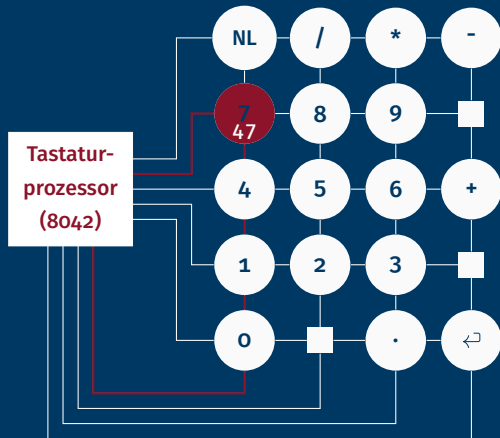 NL / * -
7 8 9
47
Tastatur-
prozessor
(8042)
4 5 6 +
1 2 3
0 . ↵